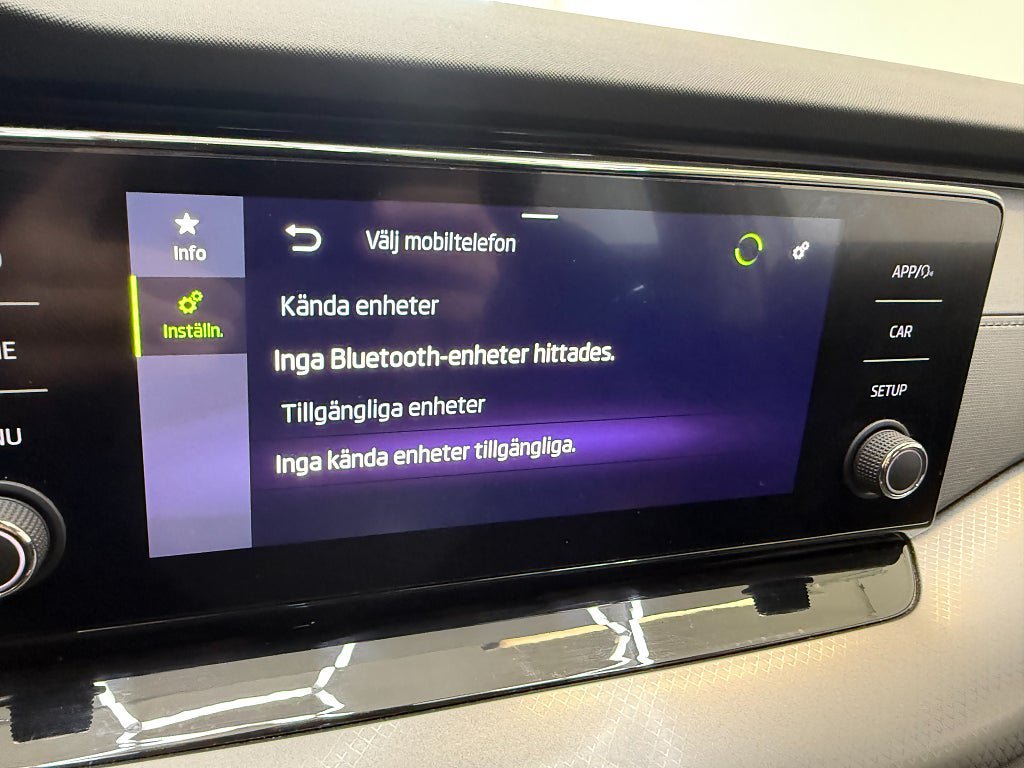 Info
Välj mobiltelefon
Inställn.
Kända enheter
Inga Bluetooth-enheter hittades.
Tillgängliga enheter
Inga kända enheter tillgängliga.
APP/
CAR
SETUP